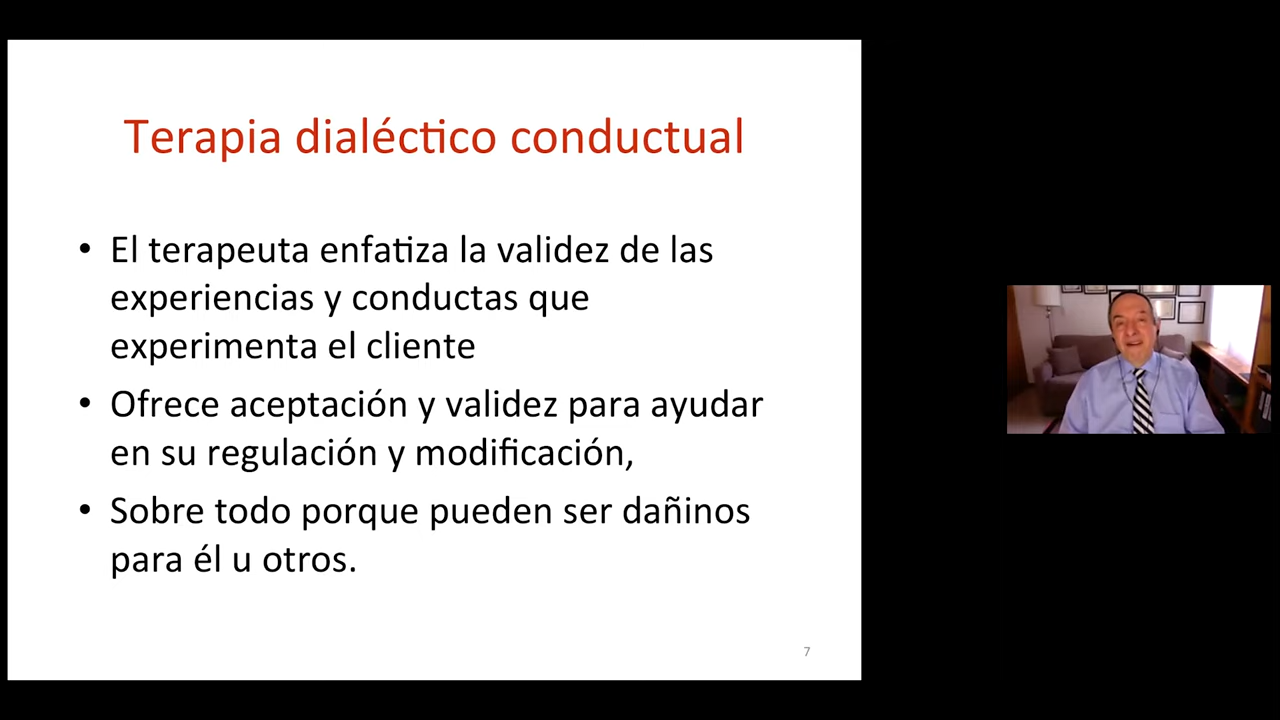 Terapia dialéctico conductual
• El terapeuta enfatiza la validez de las
experiencias y conductas que
experimenta el cliente
• Ofrece aceptación y validez para ayudar
en su regulación y modificación,
• Sobre todo porque pueden ser dañinos
para él u otros.
7